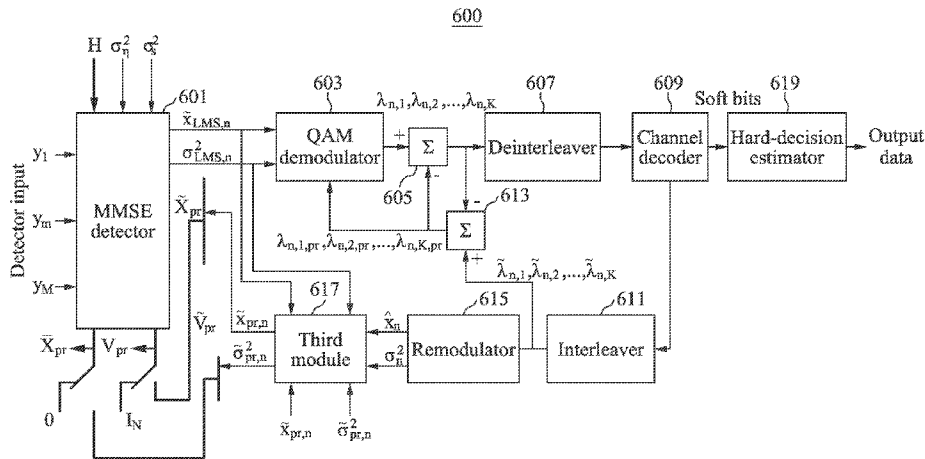 600
H σ²η σ²s
601
603
607
609
Soft bits
619
Detector input
y1
ym
yM
MMSE detector
x̃LMS,n
σ²LMS,n
QAM demodulator
λn,1, λn,2, ..., λn,K
+
Σ
-
605
Deinterleaver
Channel decoder
Hard-decision estimator
Output data
X̃pr
λn,1,pr, λn,2,pr, ..., λn,K,pr
-
613
Σ
+
λ̃n,1, λ̃n,2, ..., λ̃n,K
617
615
611
Ṽpr
x̃pr,n
σ̃²pr,n
Third module
x̂n
σ²n
Remodulator
Interleaver
X̄pr
Vpr
0
IN
x̃pr,n
σ̃²pr,n